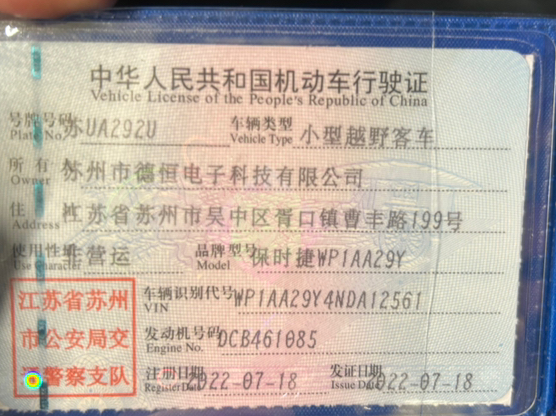 中华人民共和国机动车行驶证
Vehicle License of the People's Republic of China
号牌号码 苏UA292U 车辆类型 小型越野客车
Plate No. Vehicle Type
所有人 苏州市德恒电子科技有限公司
Owner
住址 江苏省苏州市吴中区胥口镇曹丰路199号
Address
使用性质 非营运 品牌型号 保时捷WP1AA29Y
Use Character Model
江苏省苏州 车辆识别代号 WP1AA29Y4NDA12561
VIN
市公安局交 发动机号码 DCB461085
Engine No.
警察支队 注册日期 2022-07-18 发证日期 2022-07-18
Register Date Issue Date